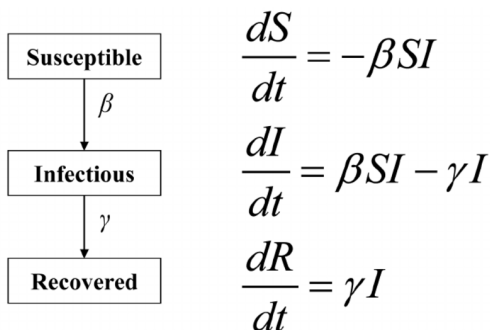 Susceptible
β
Infectious
γ
Recovered
dS/dt = −βSI
dI/dt = βSI − γI
dR/dt = γI